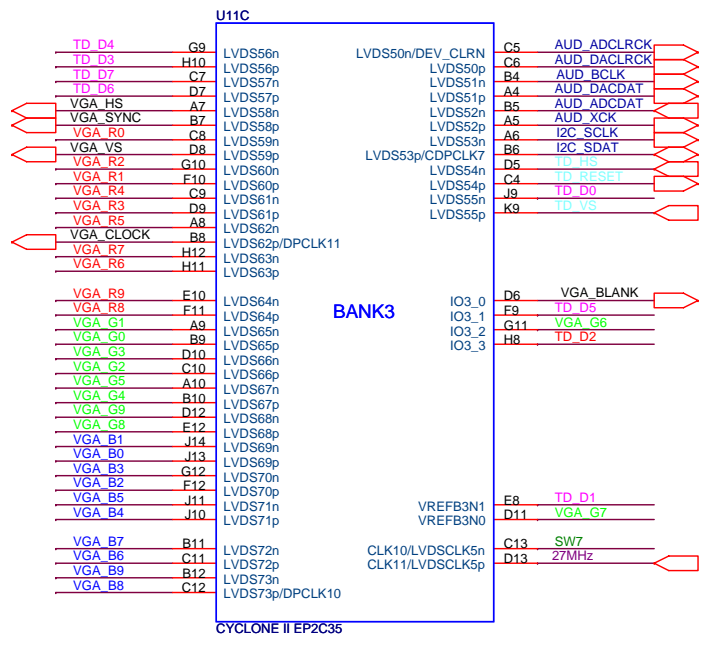 U11C
TD_D4 G9 LVDS56n
TD_D3 H10 LVDS56p
TD_D7 C7 LVDS57n
TD_D6 D7 LVDS57p
VGA_HS A7 LVDS58n
VGA_SYNC B7 LVDS58p
VGA_R0 C8 LVDS59n
VGA_VS D8 LVDS59p
VGA_R2 G10 LVDS60n
VGA_R1 F10 LVDS60p
VGA_R4 C9 LVDS61n
VGA_R3 D9 LVDS61p
VGA_R5 A8 LVDS62n
VGA_CLOCK B8 LVDS62p/DPCLK11
VGA_R7 H12 LVDS63n
VGA_R6 H11 LVDS63p
VGA_R9 E10 LVDS64n
VGA_R8 F11 LVDS64p
VGA_G1 A9 LVDS65n
VGA_G0 B9 LVDS65p
VGA_G3 D10 LVDS66n
VGA_G2 C10 LVDS66p
VGA_G5 A10 LVDS67n
VGA_G4 B10 LVDS67p
VGA_G9 D12 LVDS68n
VGA_G8 E12 LVDS68p
VGA_B1 J14 LVDS69n
VGA_B0 J13 LVDS69p
VGA_B3 G12 LVDS70n
VGA_B2 F12 LVDS70p
VGA_B5 J11 LVDS71n
VGA_B4 J10 LVDS71p
VGA_B7 B11 LVDS72n
VGA_B6 C11 LVDS72p
VGA_B9 B12 LVDS73n
VGA_B8 C12 LVDS73p/DPCLK10
BANK3
LVDS50n/DEV_CLRN C5 AUD_ADCLRCK
LVDS50p C6 AUD_DACLRCK
LVDS51n B4 AUD_BCLK
LVDS51p A4 AUD_DACDAT
LVDS52n B5 AUD_ADCDAT
LVDS52p A5 AUD_XCK
LVDS53n A6 I2C_SCLK
LVDS53p/CDPCLK7 B6 I2C_SDAT
LVDS54n D5 TD_HS
LVDS54p C4 TD_RESET
LVDS55n J9 TD_D0
LVDS55p K9 TD_VS
IO3_0 D6 VGA_BLANK
IO3_1 F9 TD_D5
IO3_2 G11 VGA_G6
IO3_3 H8 TD_D2
VREFB3N1 E8 TD_D1
VREFB3N0 D11 VGA_G7
CLK10/LVDSCLK5n C13 SW7
CLK11/LVDSCLK5p D13 27MHz
CYCLONE II EP2C35